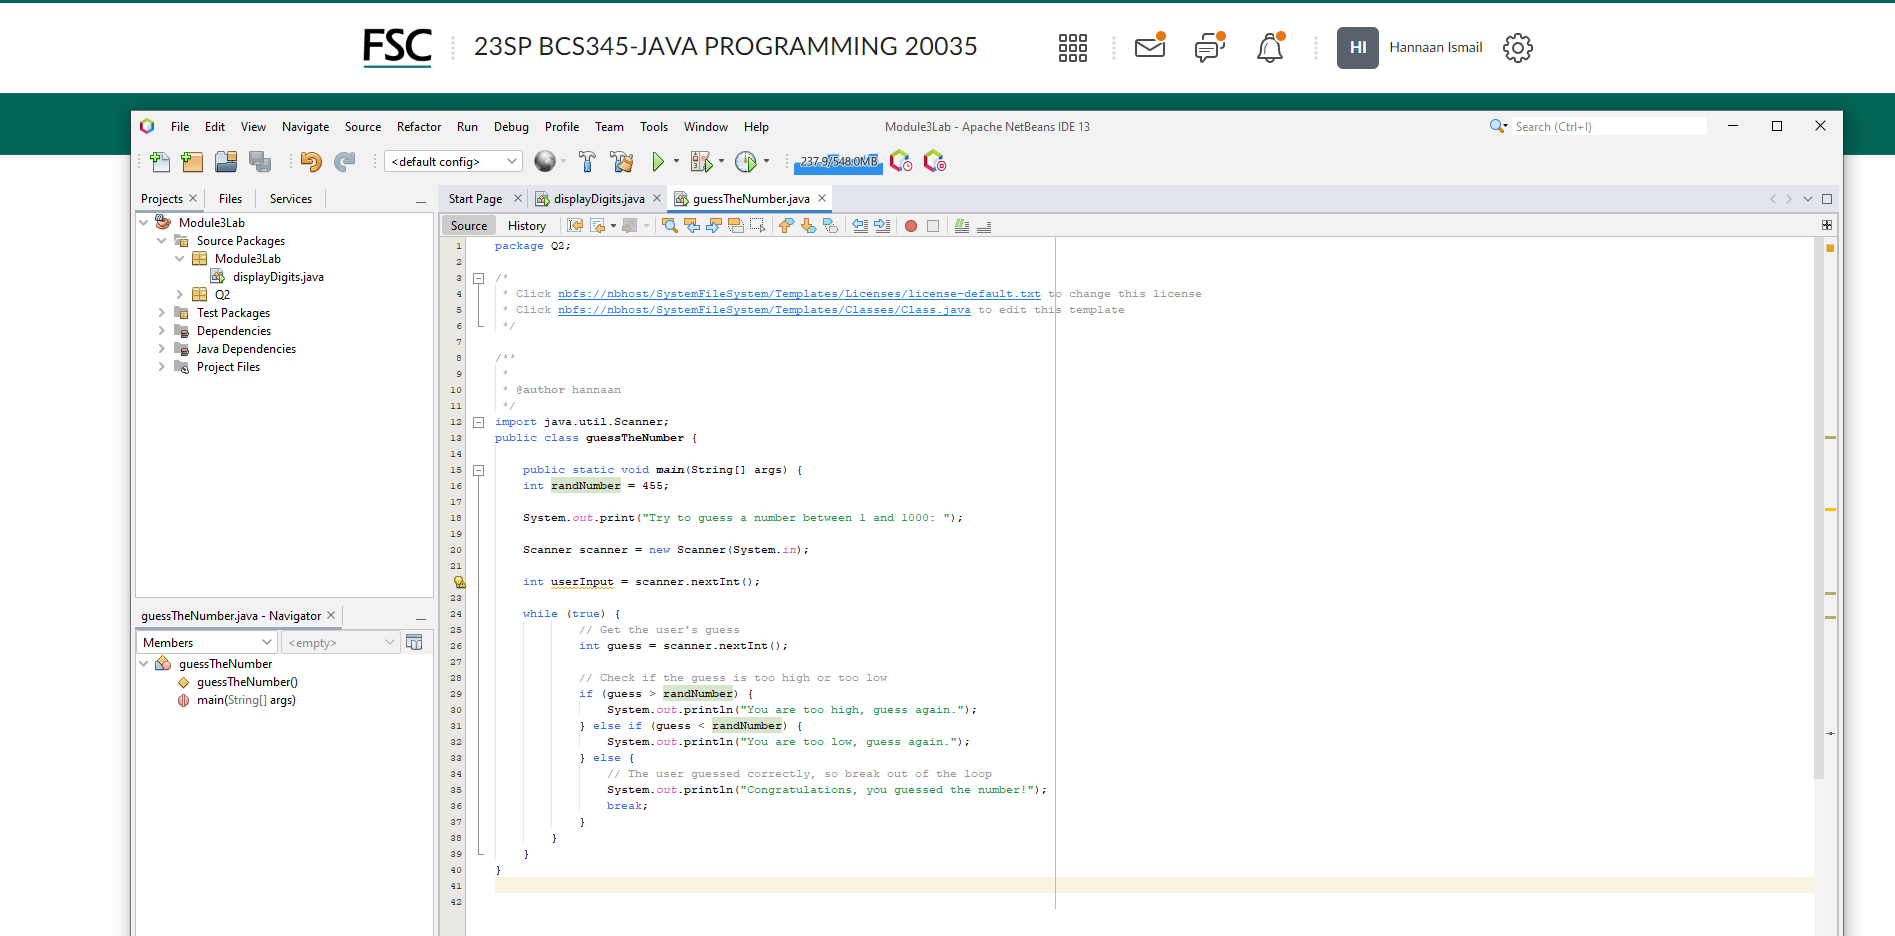 FSC
23SP BCS345-JAVA PROGRAMMING 20035
HI
Hannaan Ismail
File Edit View Navigate Source Refactor Run Debug Profile Team Tools Window Help
Module3Lab - Apache NetBeans IDE 13
Search (Ctrl+I)
<default config>
237.9/548.0MB
Projects Files Services
Module3Lab
Source Packages
Module3Lab
displayDigits.java
Q2
Test Packages
Dependencies
Java Dependencies
Project Files
guessTheNumber.java - Navigator
Members
<empty>
guessTheNumber
guessTheNumber()
main(String[] args)
Start Page displayDigits.java guessTheNumber.java
Source History
1 package Q2;
2
3 /*
4 * Click nbfs://nbhost/SystemFileSystem/Templates/Licenses/license-default.txt to change this license
5 * Click nbfs://nbhost/SystemFileSystem/Templates/Classes/Class.java to edit this template
6 */
7
8 /**
9 *
10 * @author hannaan
11 */
12 import java.util.Scanner;
13 public class guessTheNumber {
14
15 public static void main(String[] args) {
16 int randNumber = 455;
17
18 System.out.print("Try to guess a number between 1 and 1000: ");
19
20 Scanner scanner = new Scanner(System.in);
21
int userInput = scanner.nextInt();
23
24 while (true) {
25 // Get the user's guess
26 int guess = scanner.nextInt();
27
28 // Check if the guess is too high or too low
29 if (guess > randNumber) {
30 System.out.println("You are too high, guess again.");
31 } else if (guess < randNumber) {
32 System.out.println("You are too low, guess again.");
33 } else {
34 // The user guessed correctly, so break out of the loop
35 System.out.println("Congratulations, you guessed the number!");
36 break;
37 }
38 }
39 }
40 }
41
42